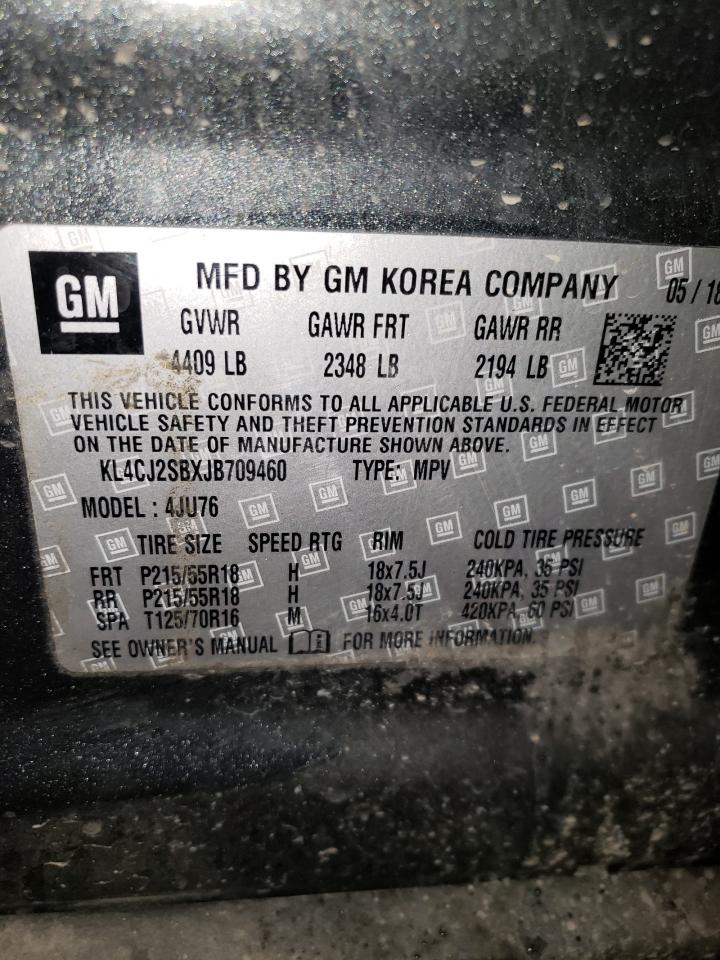 GM
MFD BY GM KOREA COMPANY 05 / 18
GVWR GAWR FRT GAWR RR
4409 LB 2348 LB 2194 LB
THIS VEHICLE CONFORMS TO ALL APPLICABLE U.S. FEDERAL MOTOR
VEHICLE SAFETY AND THEFT PREVENTION STANDARDS IN EFFECT
ON THE DATE OF MANUFACTURE SHOWN ABOVE.
KL4CJ2SBXJB709460 TYPE: MPV
MODEL : 4JU76
TIRE SIZE SPEED RTG RIM COLD TIRE PRESSURE
FRT P215/55R18 H 18x7.5J 240KPA, 35 PSI
RR P215/55R18 H 18x7.5J 240KPA, 35 PSI
SPA T125/70R16 M 16x4.0T 420KPA, 60 PSI
SEE OWNER'S MANUAL FOR MORE INFORMATION.